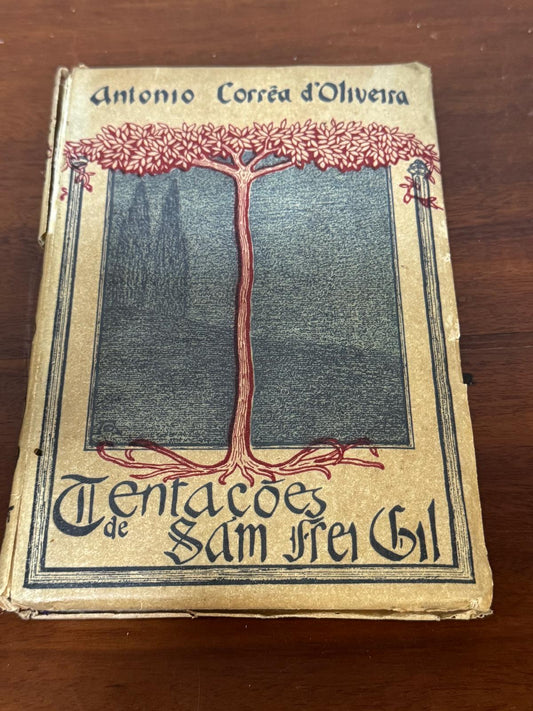 Antonio Corrêa d'Oliveira
Tentações
de Sam Frei Gil